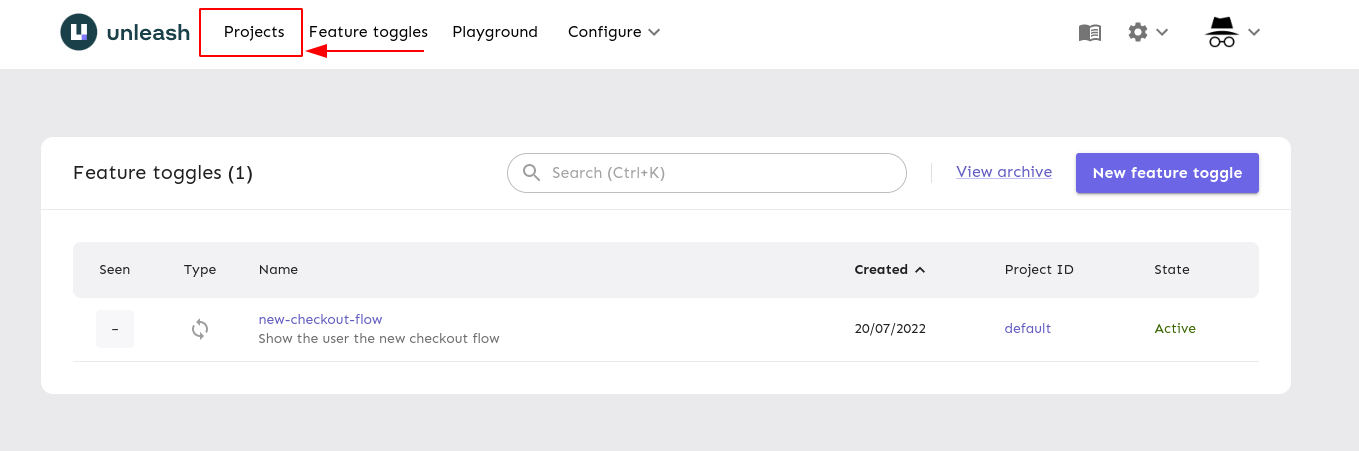 unleash Projects Feature toggles Playground Configure
Feature toggles (1) Search (Ctrl+K) View archive New feature toggle
Seen Type Name Created Project ID State
– new-checkout-flow 20/07/2022 default Active
Show the user the new checkout flow